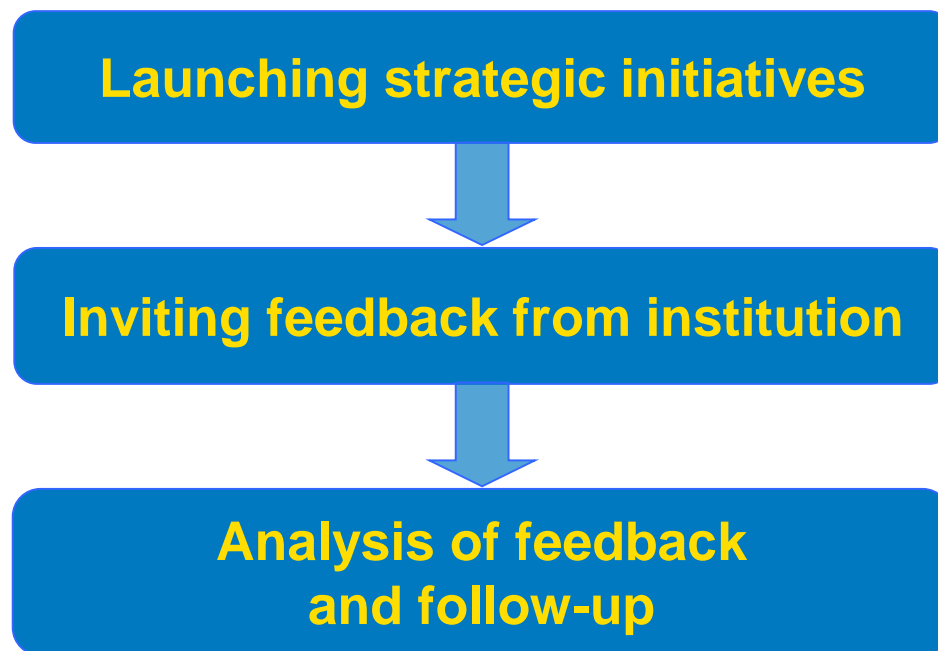 Launching strategic initiatives
Inviting feedback from institution
Analysis of feedback
and follow-up